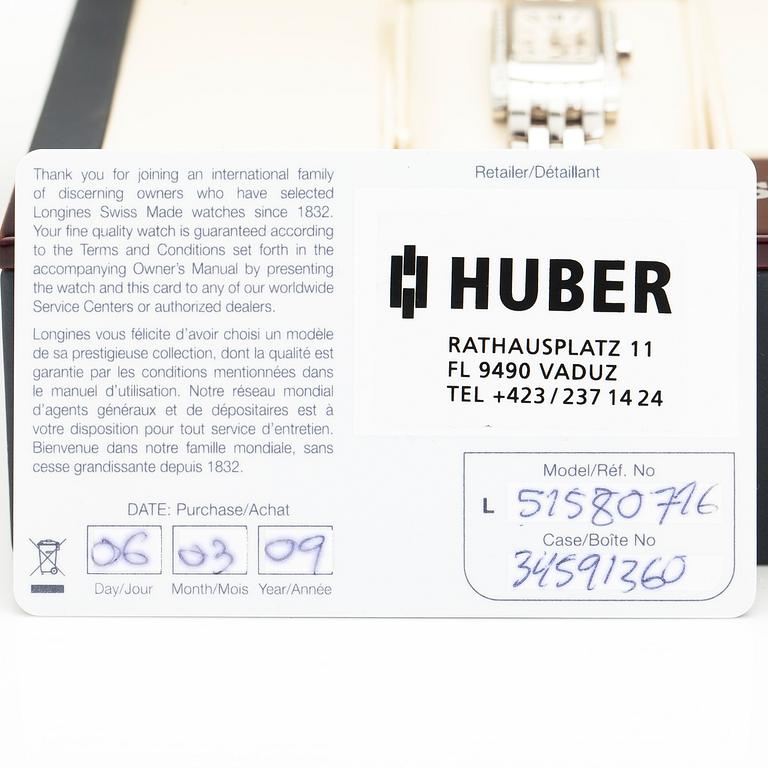 Thank you for joining an international family
of discerning owners who have selected
Longines Swiss Made watches since 1832.
Your fine quality watch is guaranteed according
to the Terms and Conditions set forth in the
accompanying Owner's Manual by presenting
the watch and this card to any of our worldwide
Service Centers or authorized dealers.
Longines vous félicite d'avoir choisi un modèle
de sa prestigieuse collection, dont la qualité est
garantie par les conditions mentionnées dans
le manuel d'utilisation. Notre réseau mondial
d'agents généraux et de dépositaires est à
votre disposition pour tout service d'entretien.
Bienvenue dans notre famille mondiale, sans
cesse grandissante depuis 1832.
DATE: Purchase/Achat
06 03 09
Day/Jour Month/Mois Year/Année
Retailer/Détaillant
HUBER
RATHAUSPLATZ 11
FL 9490 VADUZ
TEL +423/237 14 24
Model/Réf. No
L 51580716
Case/Boîte No
34591360